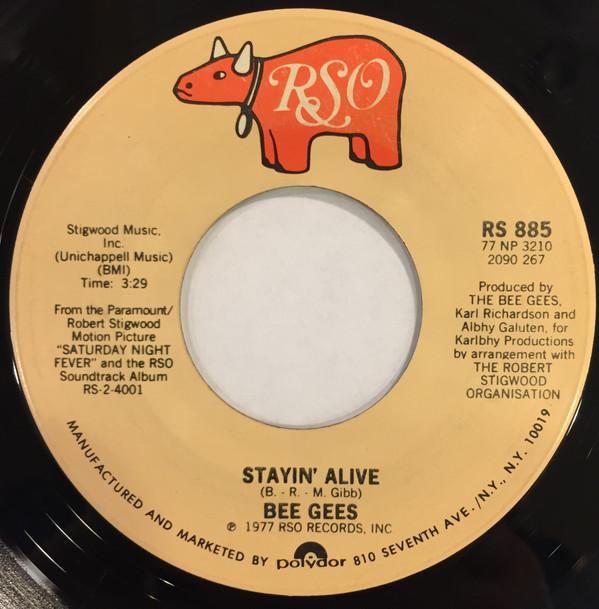 RSO
Stigwood Music,
Inc.
(Unichappell Music)
(BMI)
Time: 3:29
From the Paramount/
Robert Stigwood
Motion Picture
"SATURDAY NIGHT
FEVER" and the RSO
Soundtrack Album
RS-2-4001
RS 885
77 NP 3210
2090 267
Produced by
THE BEE GEES,
Karl Richardson and
Albhy Galuten, for
Karlbhy Productions
by arrangement with
THE ROBERT
STIGWOOD
ORGANISATION
STAYIN' ALIVE
(B. - R. - M. Gibb)
BEE GEES
℗ 1977 RSO RECORDS, INC
MANUFACTURED AND MARKETED BY polydor 810 SEVENTH AVE./N.Y., N.Y. 10019